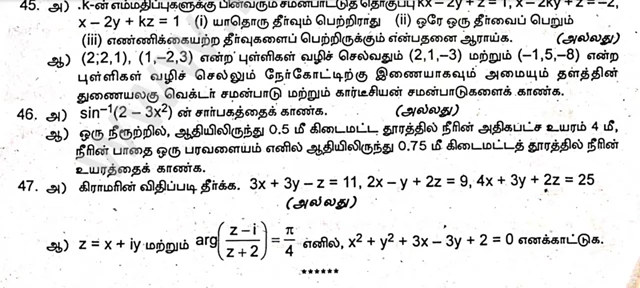 45. அ) .k-ன் எம்மதிப்புகளுக்கு பின்வரும் சமன்பாட்டுத் தொகுப்பு kx − 2y + z = 1, x − 2ky + z = −2,
x − 2y + kz = 1 (i) யாதொரு தீர்வும் பெற்றிராது (ii) ஒரே ஒரு தீர்வைப் பெறும்
(iii) எண்ணிக்கையற்ற தீர்வுகளைப் பெற்றிருக்கும் என்பதனை ஆராய்க. (அல்லது)
ஆ) (2;2,1), (1,−2,3) என்ற புள்ளிகள் வழிச் செல்வதும் (2,1,−3) மற்றும் (−1,5,−8) என்ற
புள்ளிகள் வழிச் செல்லும் நேர்கோட்டிற்கு இணையாகவும் அமையும் தளத்தின்
துணையலகு வெக்டர் சமன்பாடு மற்றும் கார்டீசியன் சமன்பாடுகளைக் காண்க.
46. அ) sin⁻¹(2 − 3x²) ன் சார்பகத்தைக் காண்க. (அல்லது)
ஆ) ஒரு நீரூற்றில், ஆதியிலிருந்து 0.5 மீ கிடைமட்ட தூரத்தில் நீரின் அதிகபட்ச உயரம் 4 மீ,
நீரின் பாதை ஒரு பரவளையம் எனில் ஆதியிலிருந்து 0.75 மீ கிடைமட்டத் தூரத்தில் நீரின்
உயரத்தைக் காண்க.
47. அ) கிராமரின் விதிப்படி தீர்க்க. 3x + 3y − z = 11, 2x − y + 2z = 9, 4x + 3y + 2z = 25
(அல்லது)
ஆ) z = x + iy மற்றும் arg((z − i)/(z + 2)) = π/4 எனில், x² + y² + 3x − 3y + 2 = 0 எனக்காட்டுக.
******